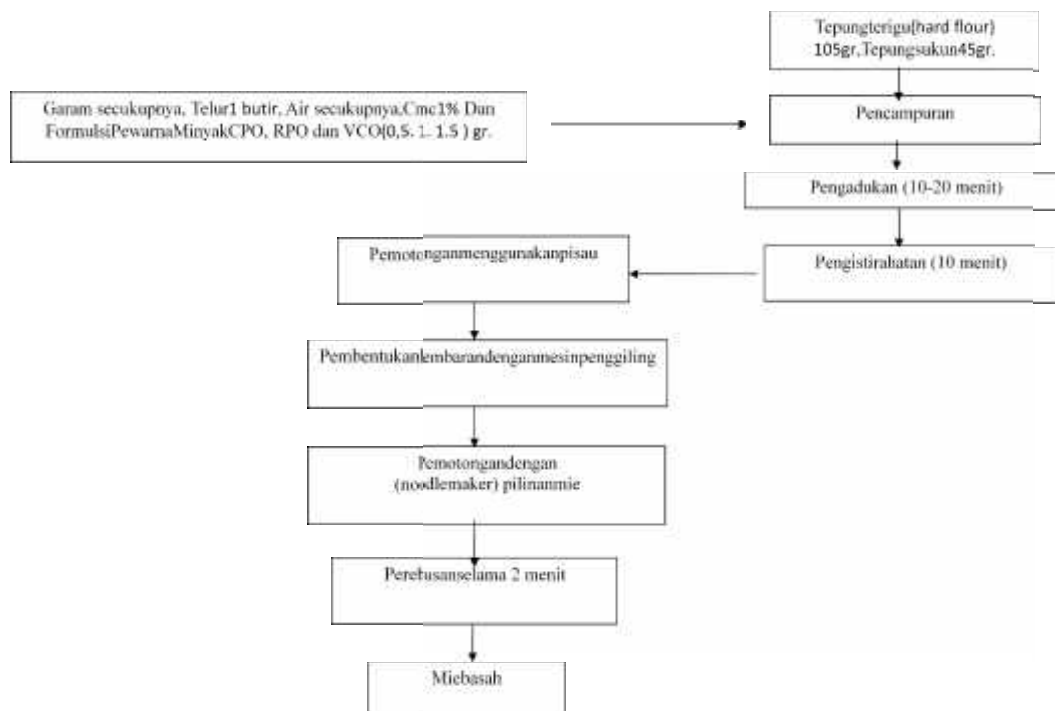 Tepungterigu(hard flour)
105gr,Tepungsukun45gr.
Garam secukupnya, Telur1 butir, Air secukupnya,Cmc1% Dan
FormulsiPewarnaMinyakCPO, RPO dan VCO(0,5. 1. 1.5 ) gr.
Pencampuran
Pengadukan (10-20 menit)
Pengistirahatan (10 menit)
Pemotonganmenggunakanpisau
Pembentukanlembarandenganmesinpenggiling
Pemotongandengan
(noodlemaker) pilinanmie
Perebusanselama 2 menit
Miebasah